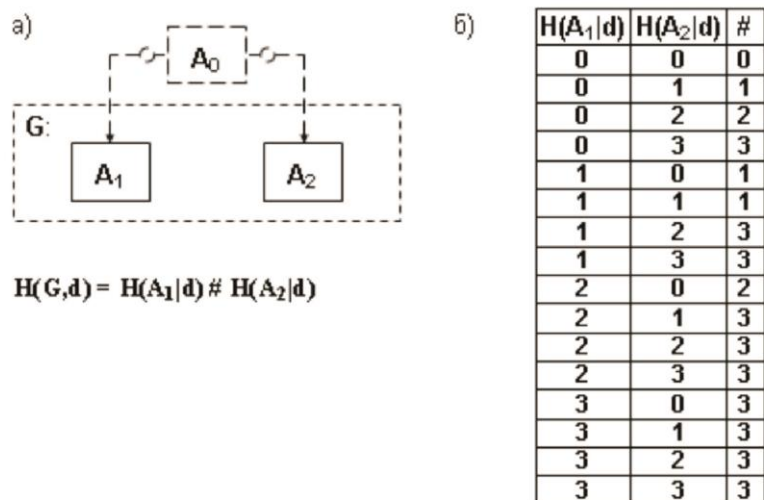 а)
A₀
G:
A₁ A₂
H(G,d) = H(A₁|d) # H(A₂|d)
б)
H(A₁|d) H(A₂|d) #
0 0 0
0 1 1
0 2 2
0 3 3
1 0 1
1 1 1
1 2 3
1 3 3
2 0 2
2 1 3
2 2 3
2 3 3
3 0 3
3 1 3
3 2 3
3 3 3